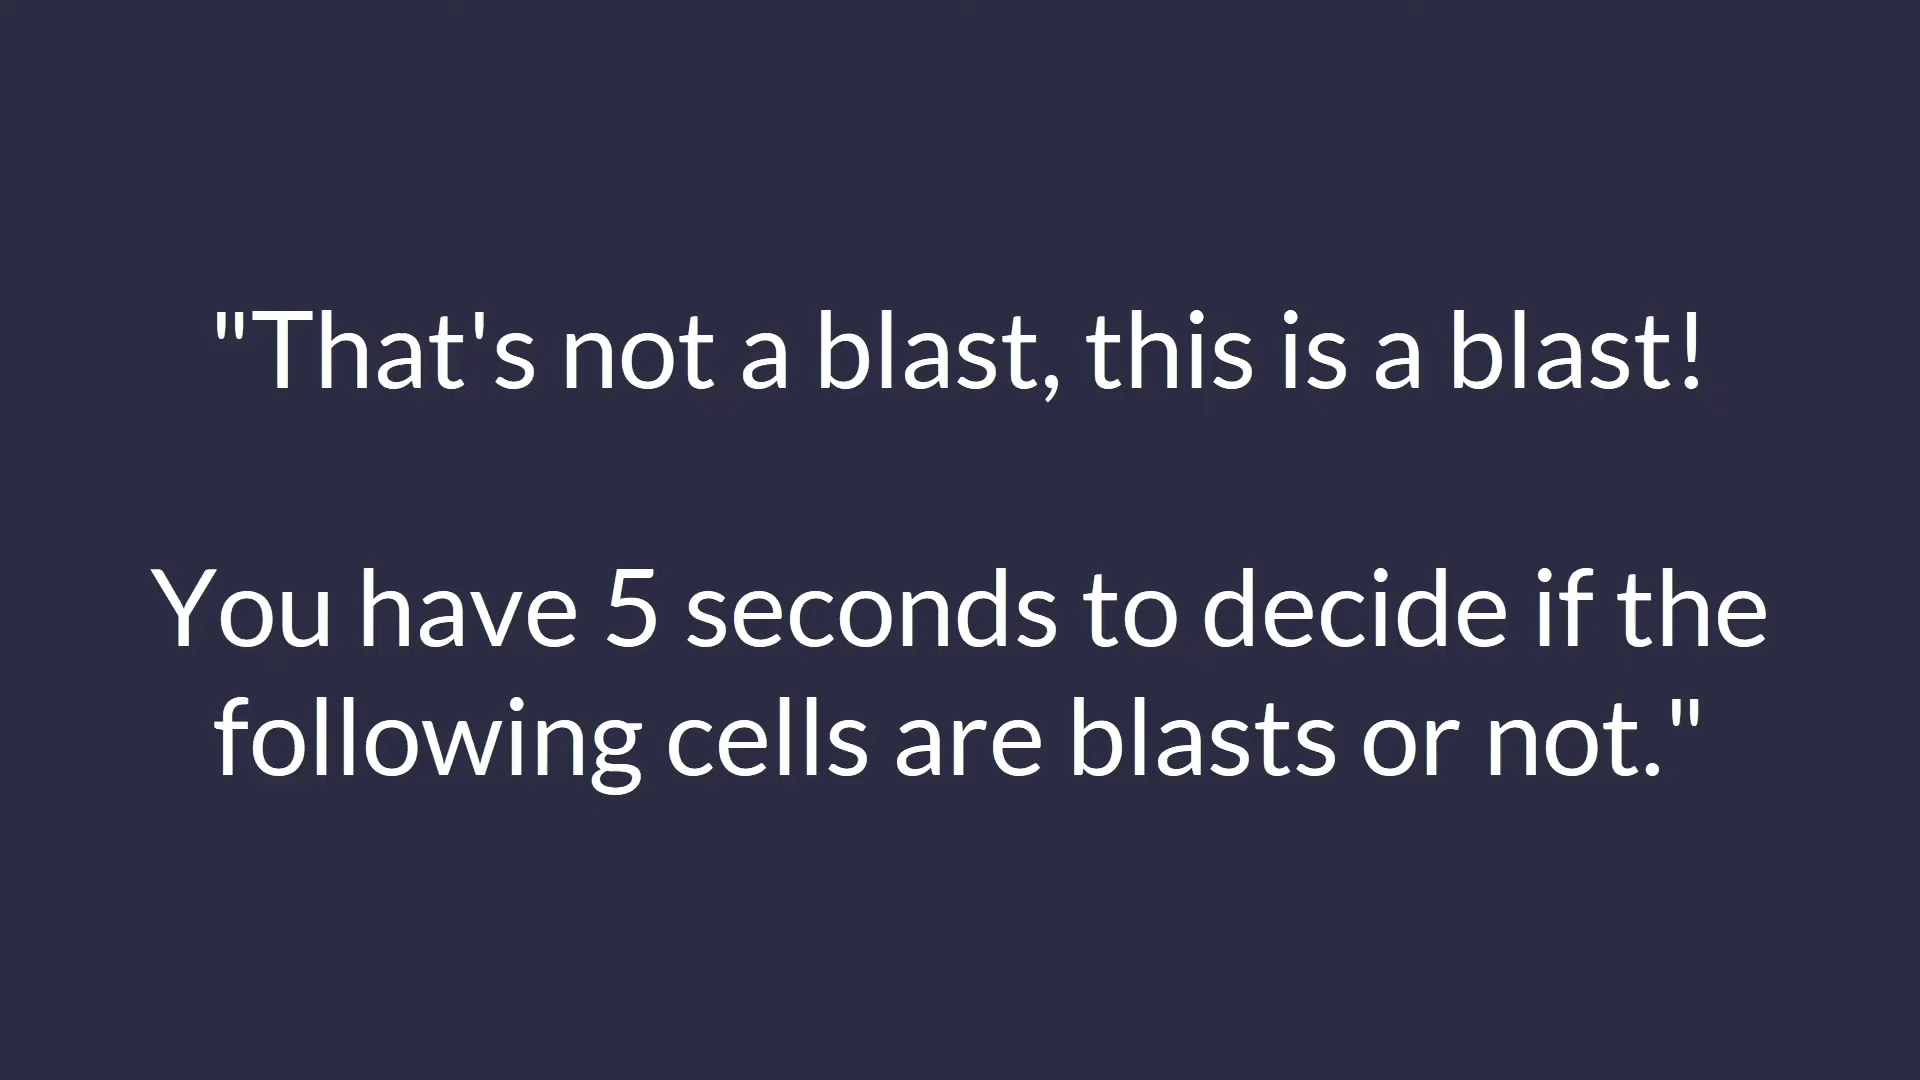 "That's not a blast, this is a blast!
You have 5 seconds to decide if the
following cells are blasts or not."